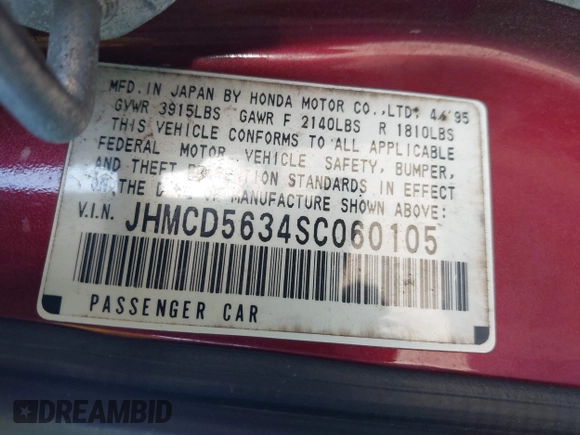 MFD. IN JAPAN BY HONDA MOTOR CO.,LTD. 4/95
GVWR 3915LBS GAWR F 2140LBS R 1810LBS
THIS VEHICLE CONFORMS TO ALL APPLICABLE
FEDERAL MOTOR VEHICLE SAFETY, BUMPER,
AND THEFT STANDARDS IN EFFECT
ON THE OF MANUFACTURE SHOWN ABOVE:
V.I.N. JHMCD5634SC060105
PASSENGER CAR
DREAMBID